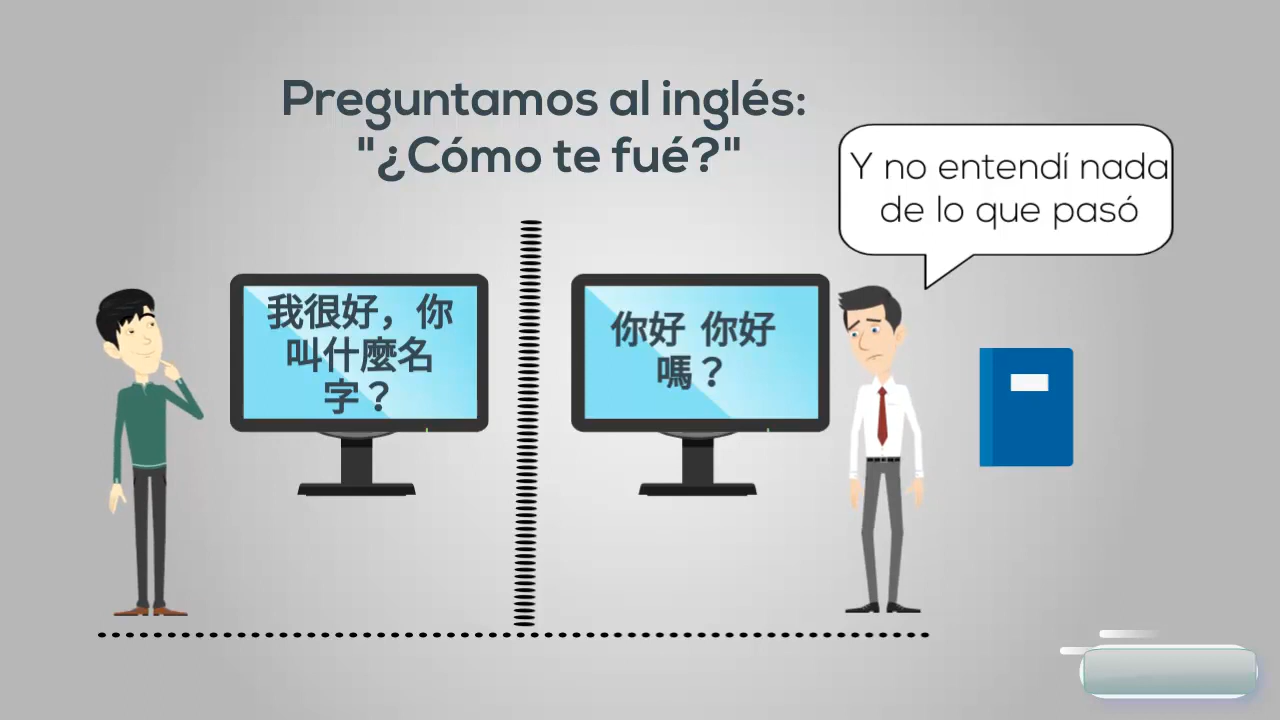 Preguntamos al inglés:
"¿Cómo te fué?"
Y no entendí nada
de lo que pasó
我很好，你
叫什麼名
字？
你好 你好
嗎？